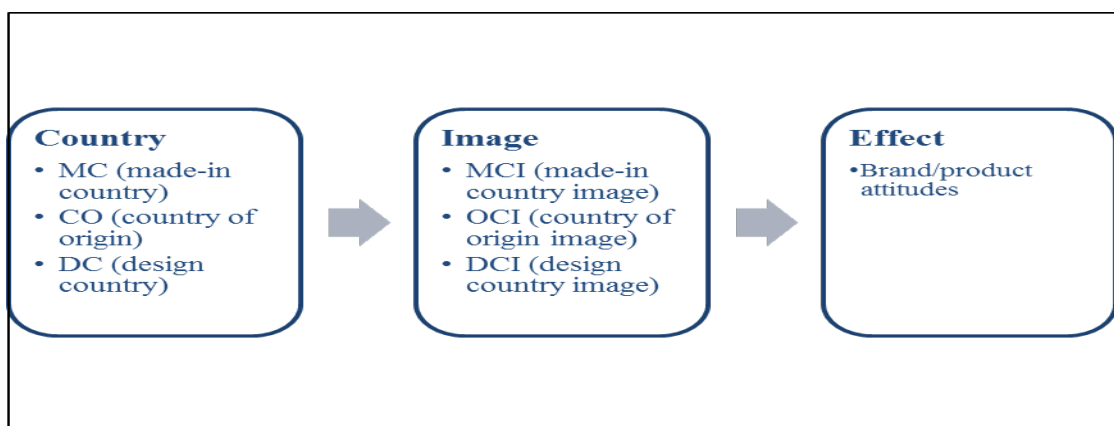 Country
• MC (made-in
country)
• CO (country of
origin)
• DC (design
country)
Image
• MCI (made-in
country image)
• OCI (country of
origin image)
• DCI (design
country image)
Effect
•Brand/product
attitudes